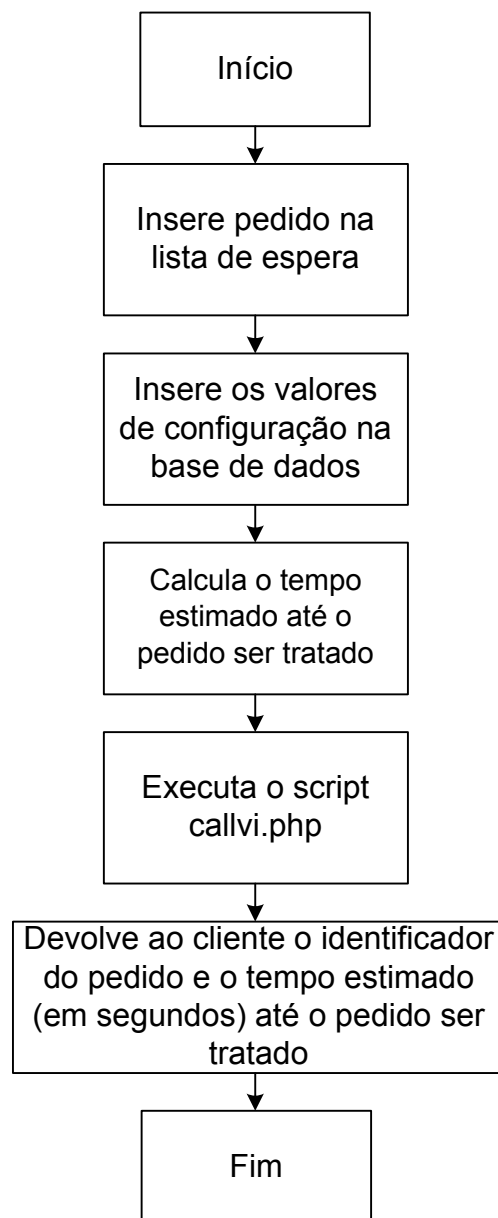 Início
Insere pedido na
lista de espera
Insere os valores
de configuração na
base de dados
Calcula o tempo
estimado até o
pedido ser tratado
Executa o script
callvi.php
Devolve ao cliente o identificador
do pedido e o tempo estimado
(em segundos) até o pedido ser
tratado
Fim